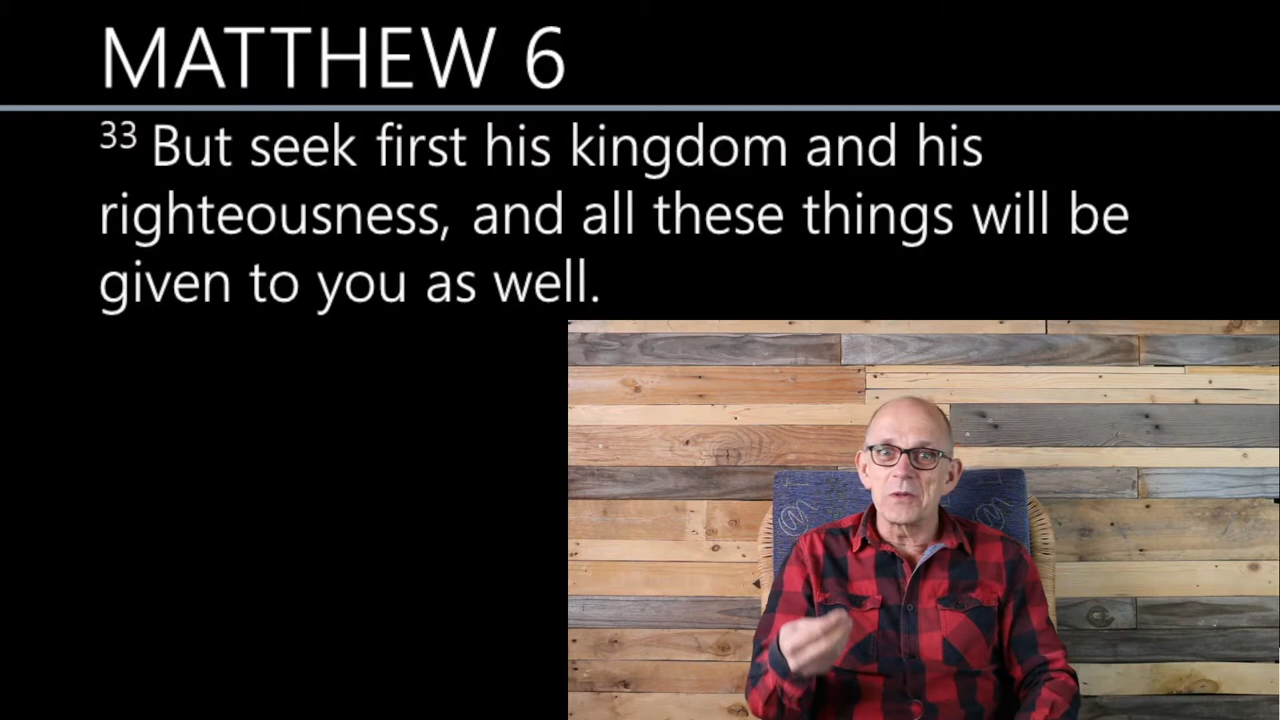 MATTHEW 6
33 But seek first his kingdom and his
righteousness, and all these things will be
given to you as well.